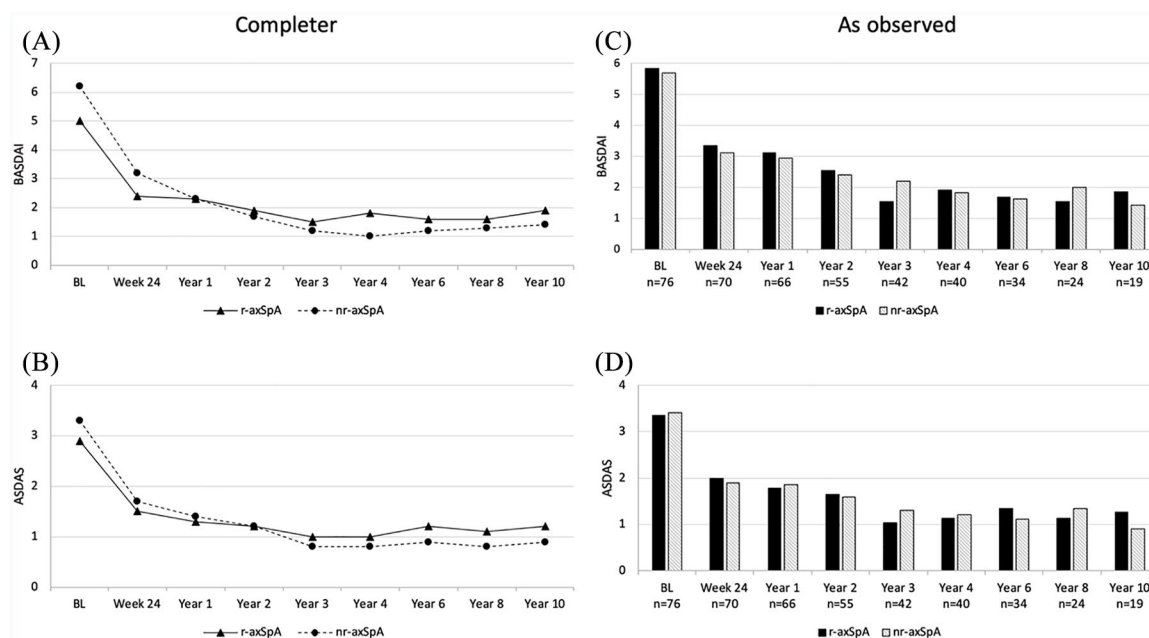 Completer
(A)
7
6
5
4
3
2
1
0
BASDAI
BL Week 24 Year 1 Year 2 Year 3 Year 4 Year 6 Year 8 Year 10
r-axSpA nr-axSpA
(B)
4
3
2
1
0
ASDAS
BL Week 24 Year 1 Year 2 Year 3 Year 4 Year 6 Year 8 Year 10
r-axSpA nr-axSpA
As observed
(C)
6
5
4
3
2
1
0
BASDAI
BL Week 24 Year 1 Year 2 Year 3 Year 4 Year 6 Year 8 Year 10
n=76 n=70 n=66 n=55 n=42 n=40 n=34 n=24 n=19
r-axSpA nr-axSpA
(D)
4
3
2
1
0
ASDAS
BL Week 24 Year 1 Year 2 Year 3 Year 4 Year 6 Year 8 Year 10
n=76 n=70 n=66 n=55 n=42 n=40 n=34 n=24 n=19
r-axSpA nr-axSpA